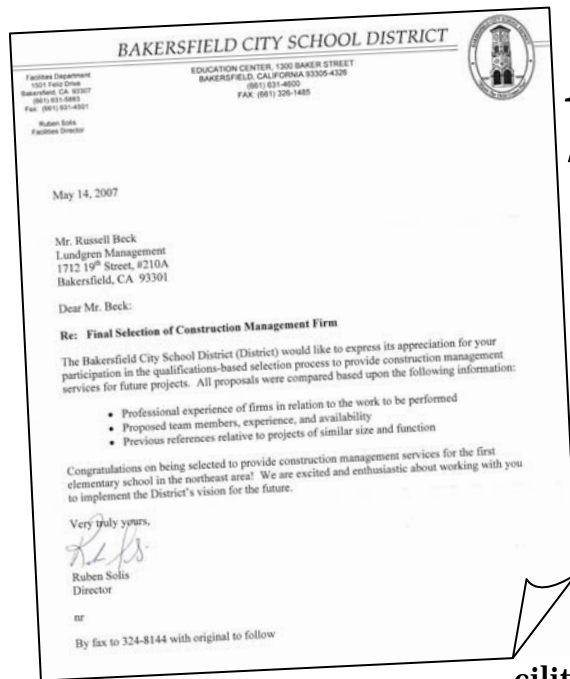 BAKERSFIELD CITY SCHOOL DISTRICT
Facilities Department
1501 Feliz Drive
Bakersfield, CA 93307
(661) 631-5883
Fax: (661) 631-4501
Ruben Solis
Facilities Director
EDUCATION CENTER, 1300 BAKER STREET
BAKERSFIELD, CALIFORNIA 93305-4326
(661) 631-4600
FAX: (661) 326-1485
May 14, 2007
Mr. Russell Beck
Lundgren Management
1712 19th Street, #210A
Bakersfield, CA 93301
Dear Mr. Beck:
Re: Final Selection of Construction Management Firm
The Bakersfield City School District (District) would like to express its appreciation for your
participation in the qualifications-based selection process to provide construction management
services for future projects. All proposals were compared based upon the following information:
• Professional experience of firms in relation to the work to be performed
• Proposed team members, experience, and availability
• Previous references relative to projects of similar size and function
Congratulations on being selected to provide construction management services for the first
elementary school in the northeast area! We are excited and enthusiastic about working with you
to implement the District's vision for the future.
Very truly yours,
Ruben Solis
Director
nr
By fax to 324-8144 with original to follow
cilit